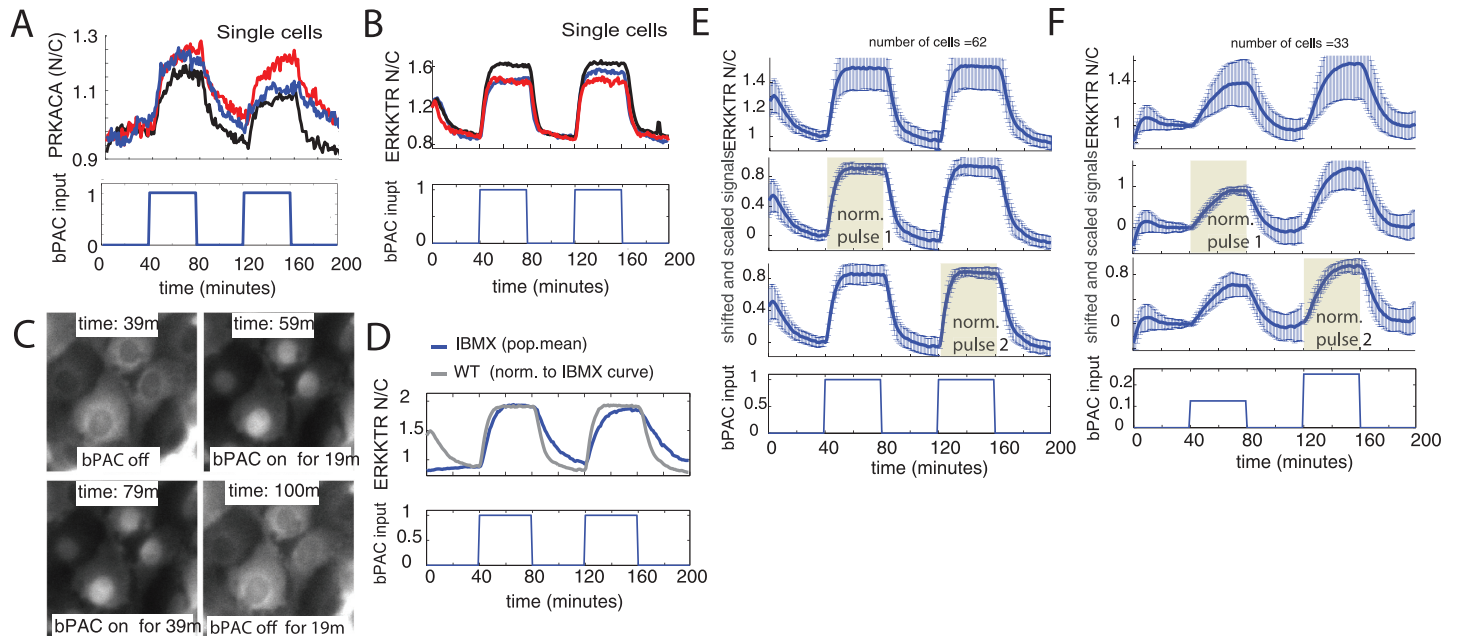 A
Single cells
PRKACA (N/C)
1.3
1.1
0.9
bPAC input
1
0
0 40 80 120 160 200
time (minutes)
B
Single cells
ERKKTR N/C
1.6
1.2
0.8
bPAC inupt
1
0
0 40 80 120 160 200
time (minutes)
C
time: 39m
bPAC off
time: 59m
bPAC on for 19m
time: 79m
bPAC on for 39m
time: 100m
bPAC off for 19m
D
IBMX (pop.mean)
WT (norm. to IBMX curve)
ERKKTR N/C
2
1.5
1
bPAC input
1
0.5
0
0 40 80 120 160 200
time (minutes)
E
number of cells =62
ERKKTR N/C
1.4
1.2
1
shifted and scaled signals
0.8
0.4
0
norm.
pulse 1
0.8
0.4
0
norm.
pulse 2
bPAC input
1
0.5
0
0 40 80 120 160 200
time (minutes)
F
number of cells =33
ERKKTR N/C
1.4
1
shifted and scaled signals
1
0
norm.
pulse 1
0.8
0
norm.
pulse 2
bPAC input
0.2
0.1
0
0 40 80 120 160 200
time (minutes)